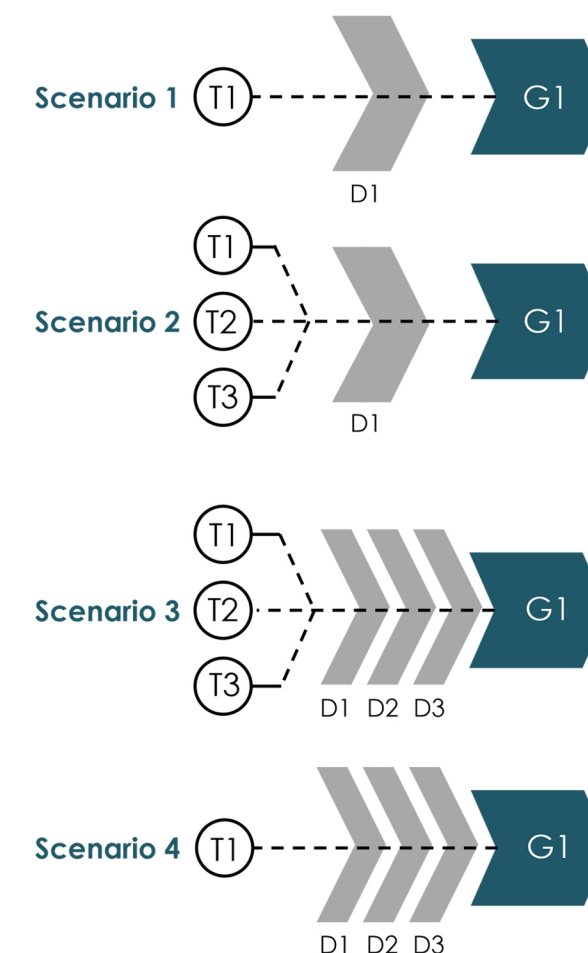 Scenario 1 T1 G1
D1
T1
Scenario 2 T2 G1
T3
D1
T1
Scenario 3 T2 G1
T3
D1 D2 D3
Scenario 4 T1 G1
D1 D2 D3